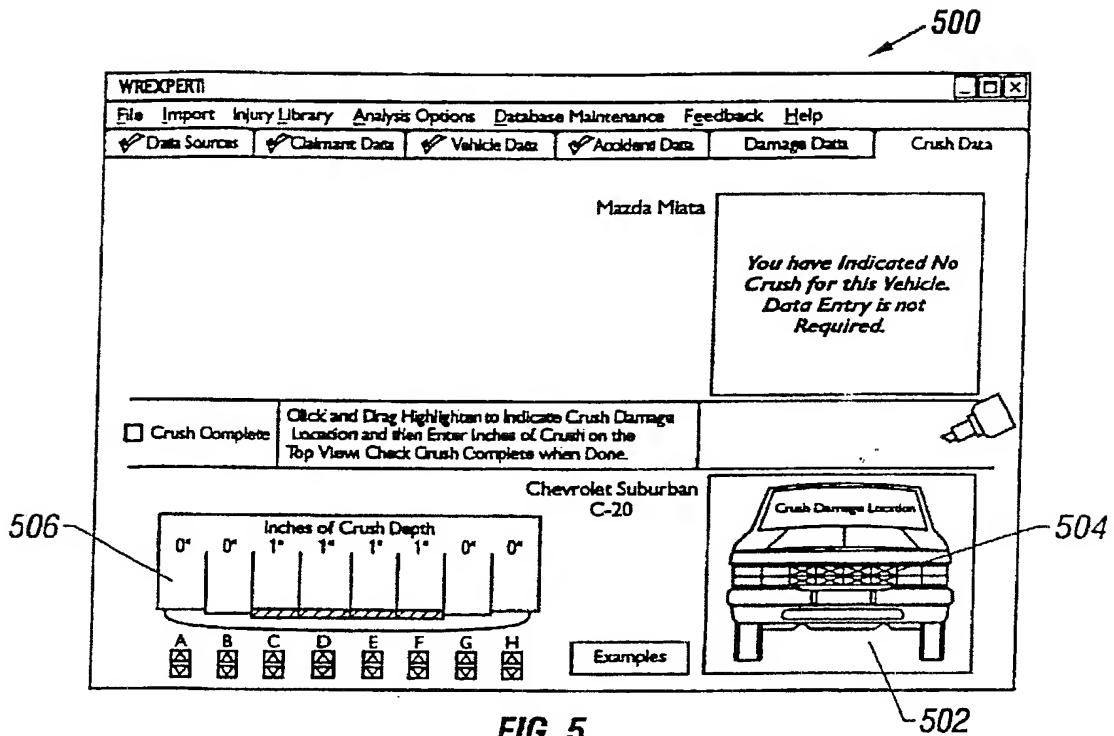 500
WREXPERT
File Import Injury Library Analysis Options Database Maintenance Feedback Help
Data Sources Claimant Data Vehicle Data Accident Data Damage Data Crush Data
Mazda Miata
You have Indicated No
Crush for this Vehicle.
Data Entry is not
Required.
Crush Complete
Click and Drag Highlighter to Indicate Crush Damage
Location and then Enter Inches of Crush on the
Top View. Check Crush Complete when Done.
Chevrolet Suburban
C-20
Crush Damage Location
504
506
Inches of Crush Depth
0" 0" 1" 1" 1" 1" 0" 0"
A B C D E F G H
Examples
502
FIG. 5